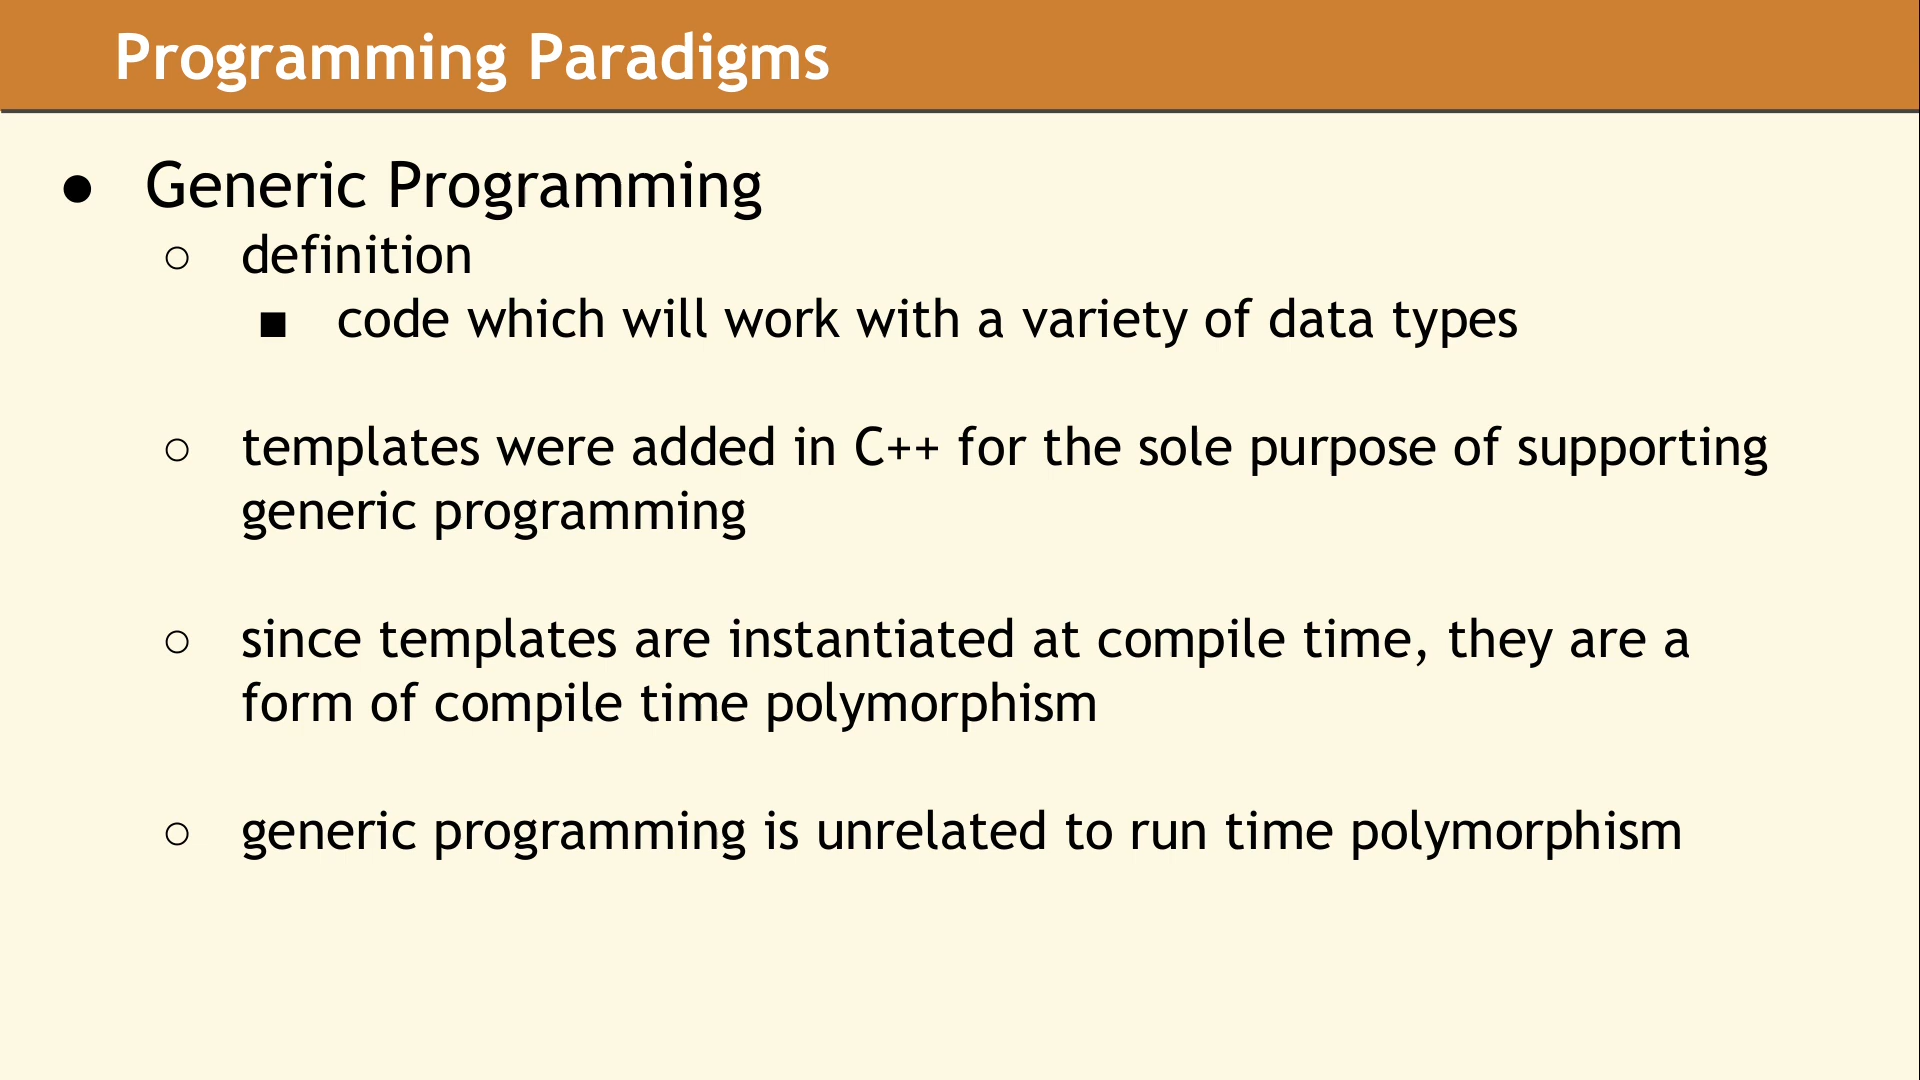 Programming Paradigms
● Generic Programming
○ definition
■ code which will work with a variety of data types
○ templates were added in C++ for the sole purpose of supporting
generic programming
○ since templates are instantiated at compile time, they are a
form of compile time polymorphism
○ generic programming is unrelated to run time polymorphism